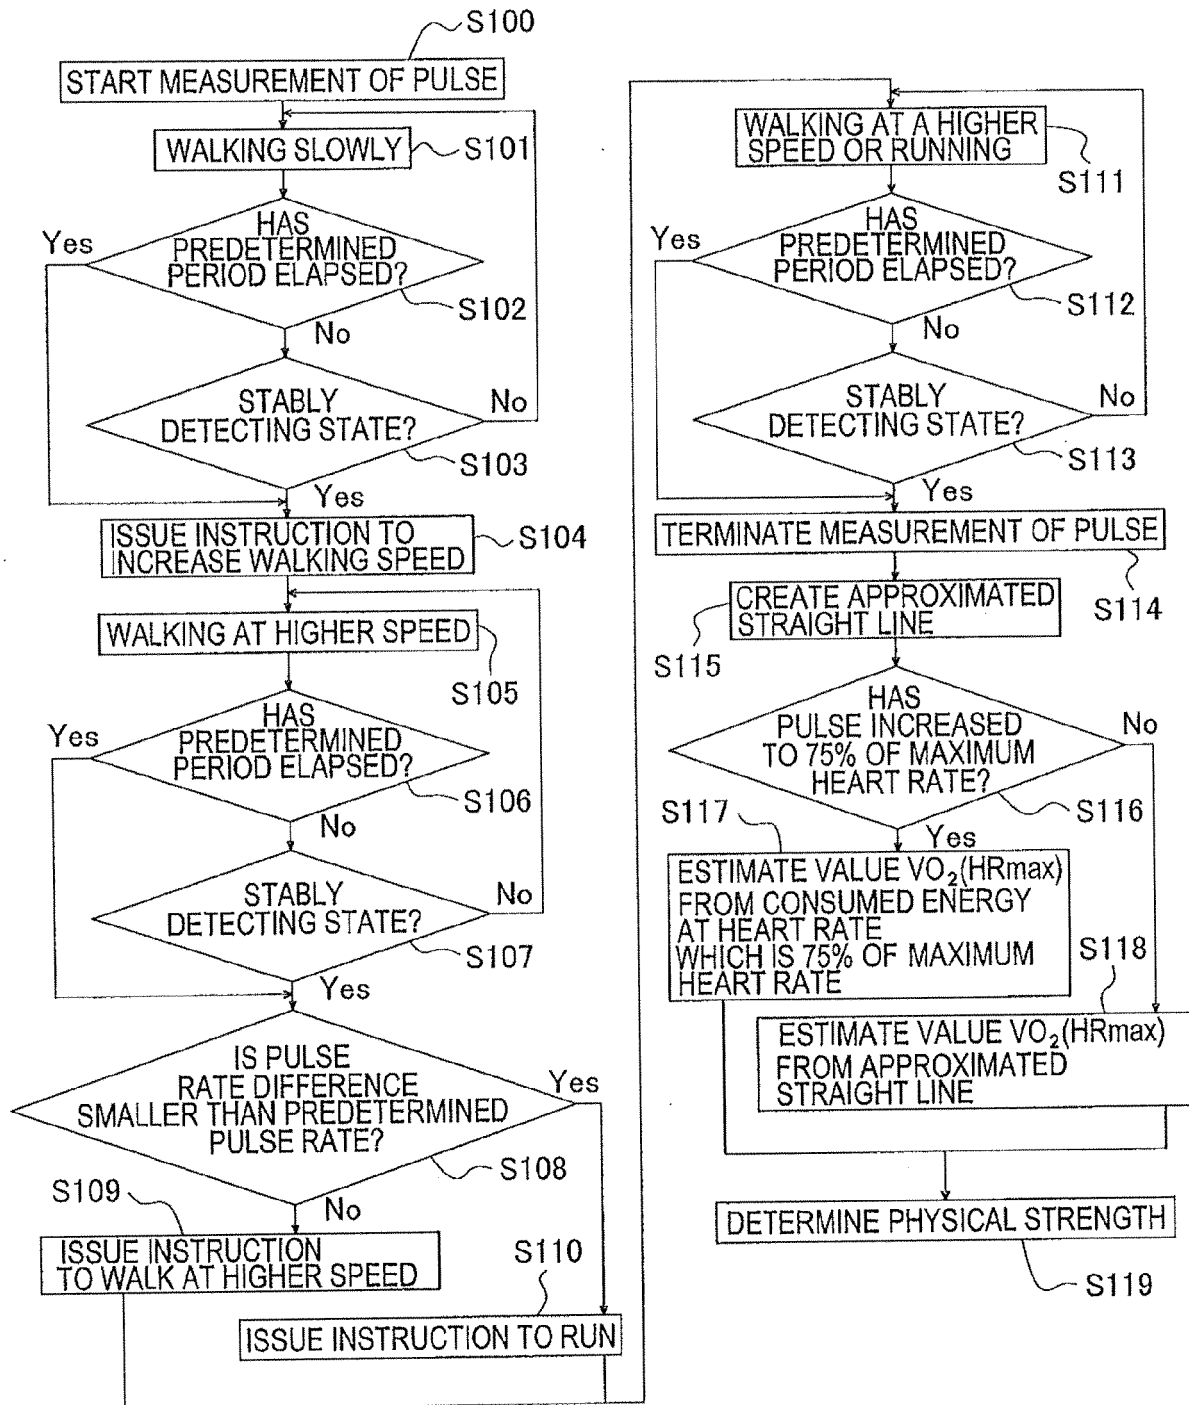 S100
START MEASUREMENT OF PULSE
WALKING SLOWLY
S101
HAS
PREDETERMINED
PERIOD ELAPSED?
Yes
S102
No
STABLY
DETECTING STATE?
No
S103
Yes
ISSUE INSTRUCTION TO
INCREASE WALKING SPEED
S104
WALKING AT HIGHER SPEED
S105
HAS
PREDETERMINED
PERIOD ELAPSED?
Yes
S106
No
STABLY
DETECTING STATE?
No
S107
Yes
IS PULSE
RATE DIFFERENCE
SMALLER THAN PREDETERMINED
PULSE RATE?
Yes
S108
No
S109
ISSUE INSTRUCTION
TO WALK AT HIGHER SPEED
S110
ISSUE INSTRUCTION TO RUN
WALKING AT A HIGHER
SPEED OR RUNNING
S111
HAS
PREDETERMINED
PERIOD ELAPSED?
Yes
S112
No
STABLY
DETECTING STATE?
No
S113
Yes
TERMINATE MEASUREMENT OF PULSE
S114
CREATE APPROXIMATED
STRAIGHT LINE
S115
HAS
PULSE INCREASED
TO 75% OF MAXIMUM
HEART RATE?
No
S116
S117
Yes
ESTIMATE VALUE VO₂(HRmax)
FROM CONSUMED ENERGY
AT HEART RATE
WHICH IS 75% OF MAXIMUM
HEART RATE
S118
ESTIMATE VALUE VO₂(HRmax)
FROM APPROXIMATED
STRAIGHT LINE
DETERMINE PHYSICAL STRENGTH
S119